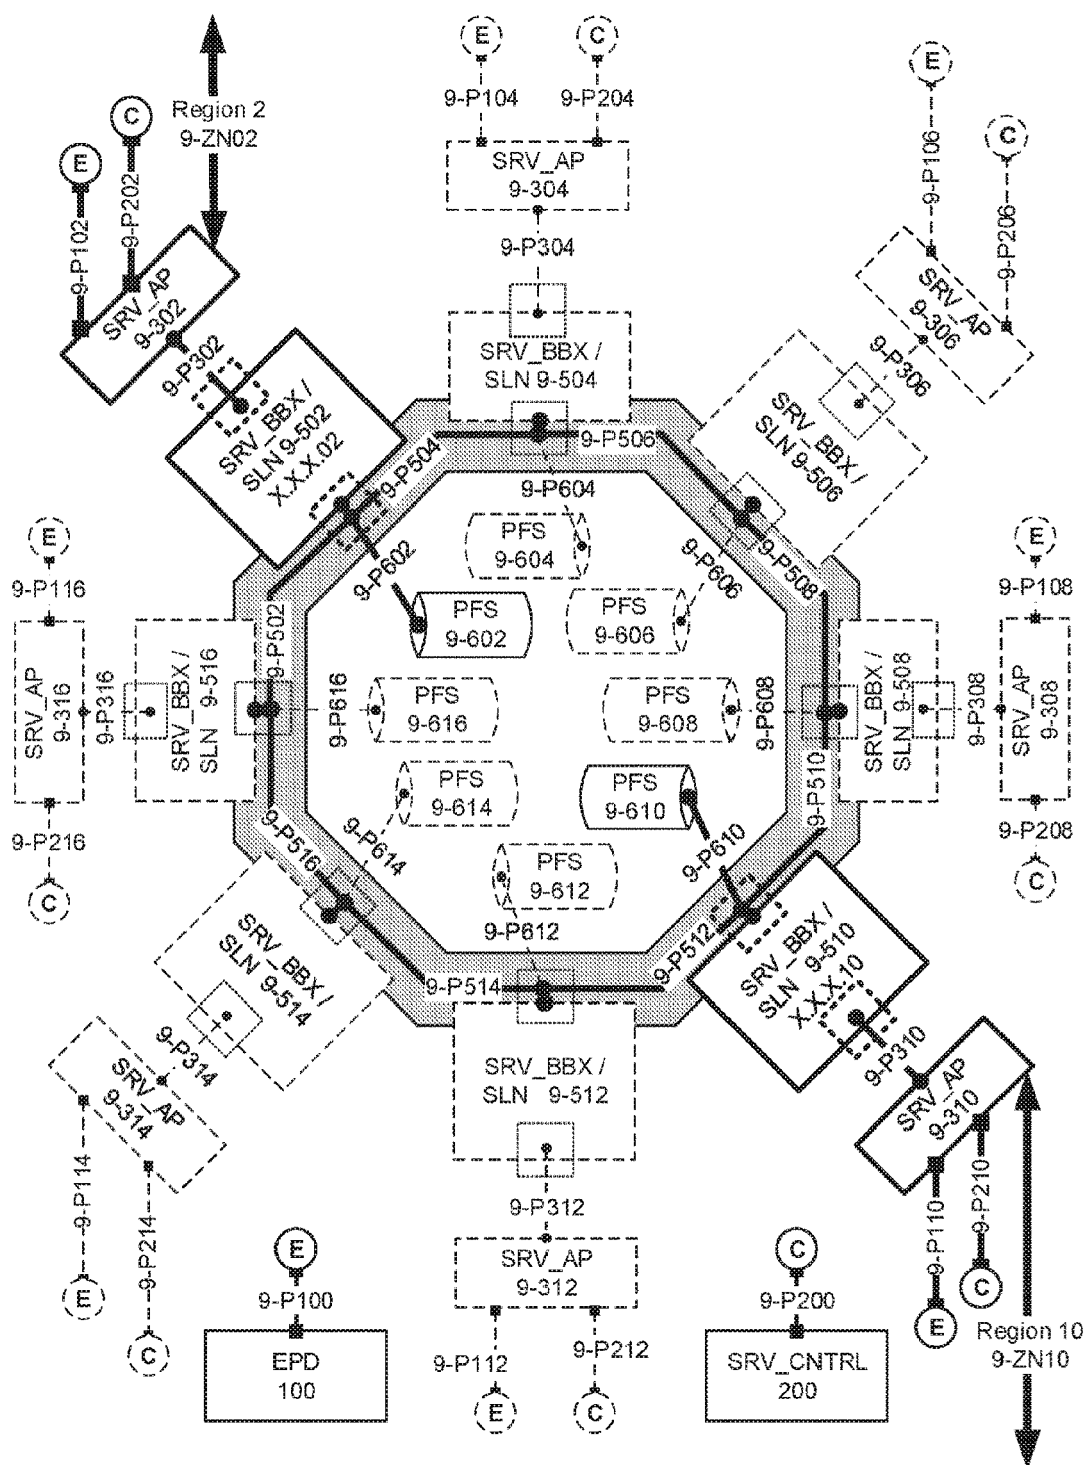 E
C
Region 2
9-ZN02
C
E
9-P102
9-P202
9-P104
9-P204
SRV_AP
9-304
9-P304
SRV_BBX /
SLN 9-504
E
C
9-P106
9-P206
SRV_AP
9-306
9-P306
SRV_BBX /
SLN 9-506
SRV_AP
9-302
9-P302
SRV_BBX /
SLN 9-502
X.X.X.02
9-P504
9-P506
9-P604
9-P602
9-P606
9-P508
PFS
9-604
PFS
9-602
PFS
9-606
E
9-P116
SRV_AP
9-316
9-P316
SRV_BBX /
SLN 9-516
9-P502
9-P616
PFS
9-616
PFS
9-608
9-P608
SRV_BBX /
SLN 9-508
9-P308
SRV_AP
9-308
E
9-P108
9-P208
C
9-P216
C
9-P510
PFS
9-614
PFS
9-610
9-P516
9-P614
9-P610
PFS
9-612
9-P612
9-P512
9-P514
SRV_BBX /
SLN 9-514
9-P314
SRV_AP
9-314
9-P114
9-P214
E
C
SRV_BBX /
SLN 9-512
9-P312
SRV_AP
9-312
9-P112
9-P212
E
C
SRV_BBX /
SLN 9-510
X.X.X.10
9-P310
SRV_AP
9-310
9-P110
9-P210
C
E
Region 10
9-ZN10
E
9-P100
EPD
100
C
9-P200
SRV_CNTRL
200